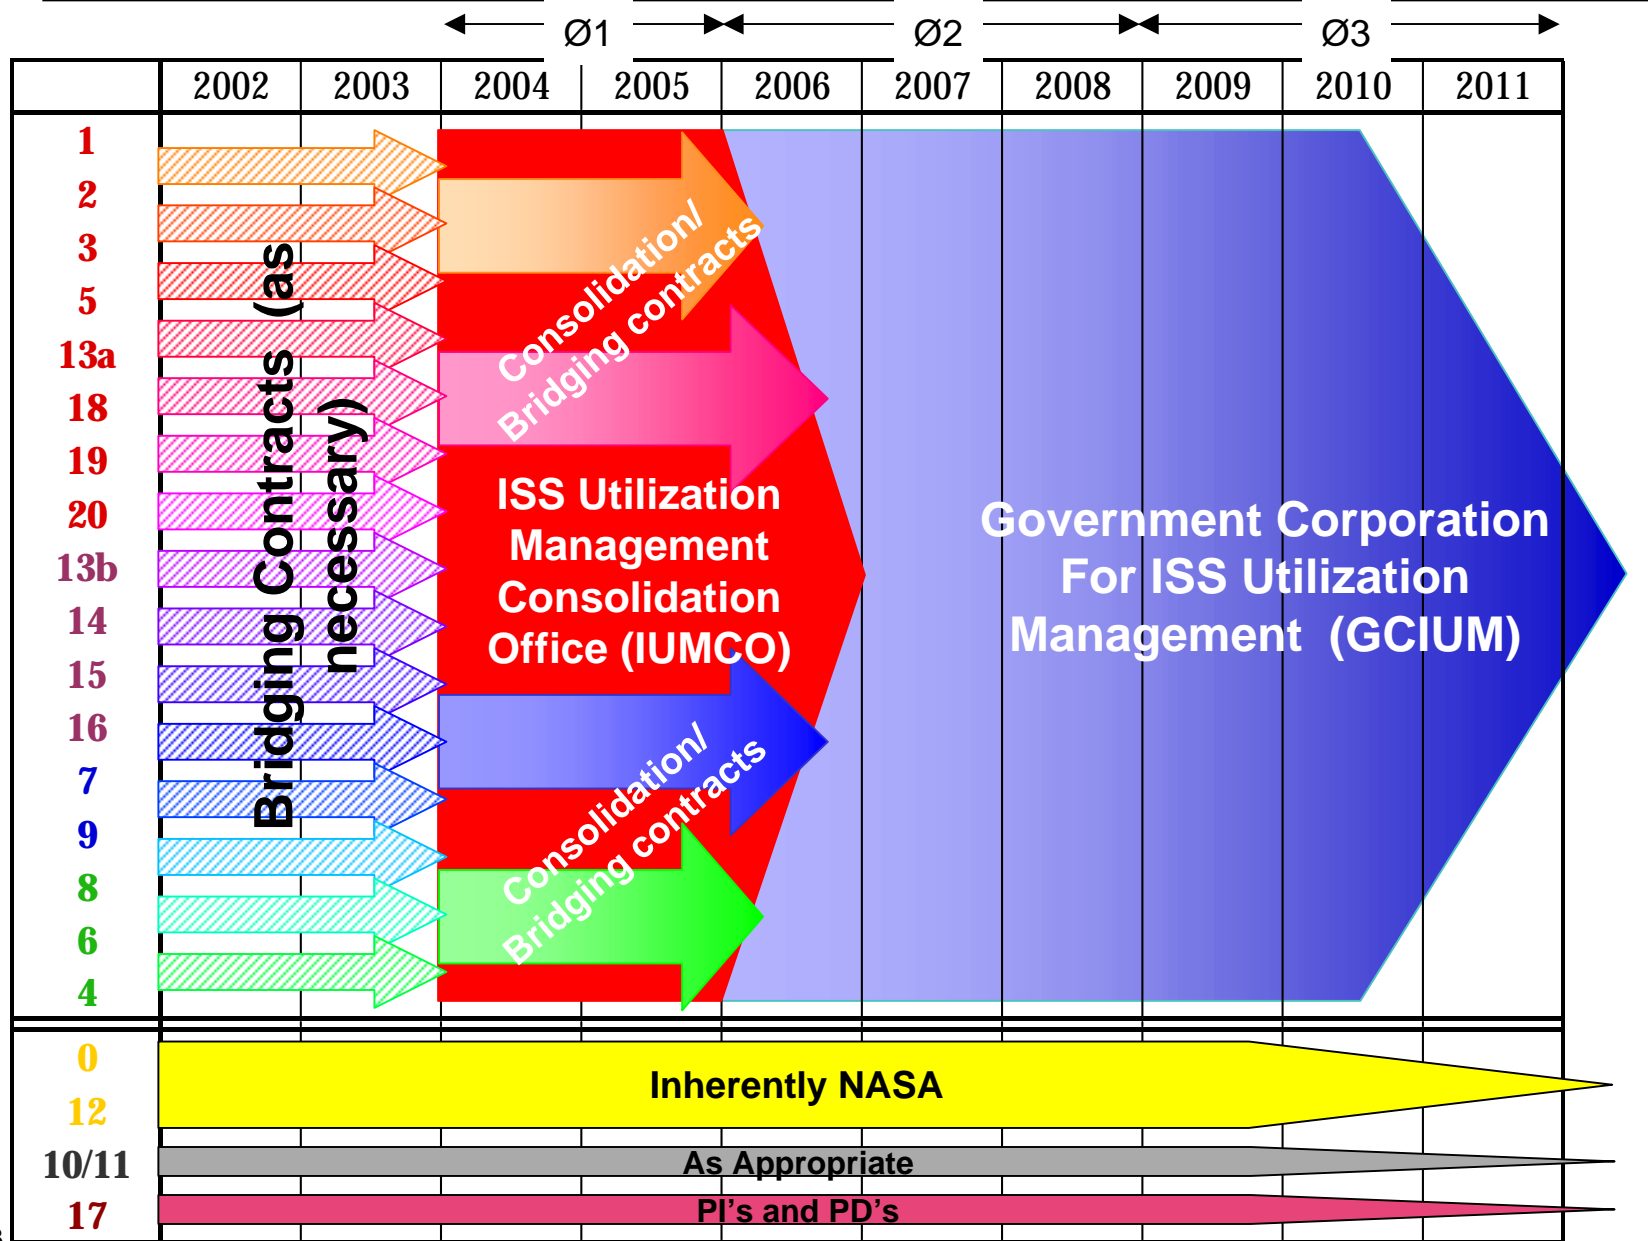 Ø1 Ø2 Ø3
2002 2003 2004 2005 2006 2007 2008 2009 2010 2011
1
2
3
5
13a
18
19
20
13b
14
15
16
7
9
8
6
4
Bridging Contracts (as
necessary)
Consolidation/
Bridging contracts
ISS Utilization
Management
Consolidation
Office (IUMCO)
Consolidation/
Bridging contracts
Government Corporation
For ISS Utilization
Management (GCIUM)
0
12
Inherently NASA
10/11 As Appropriate
17 PI's and PD's